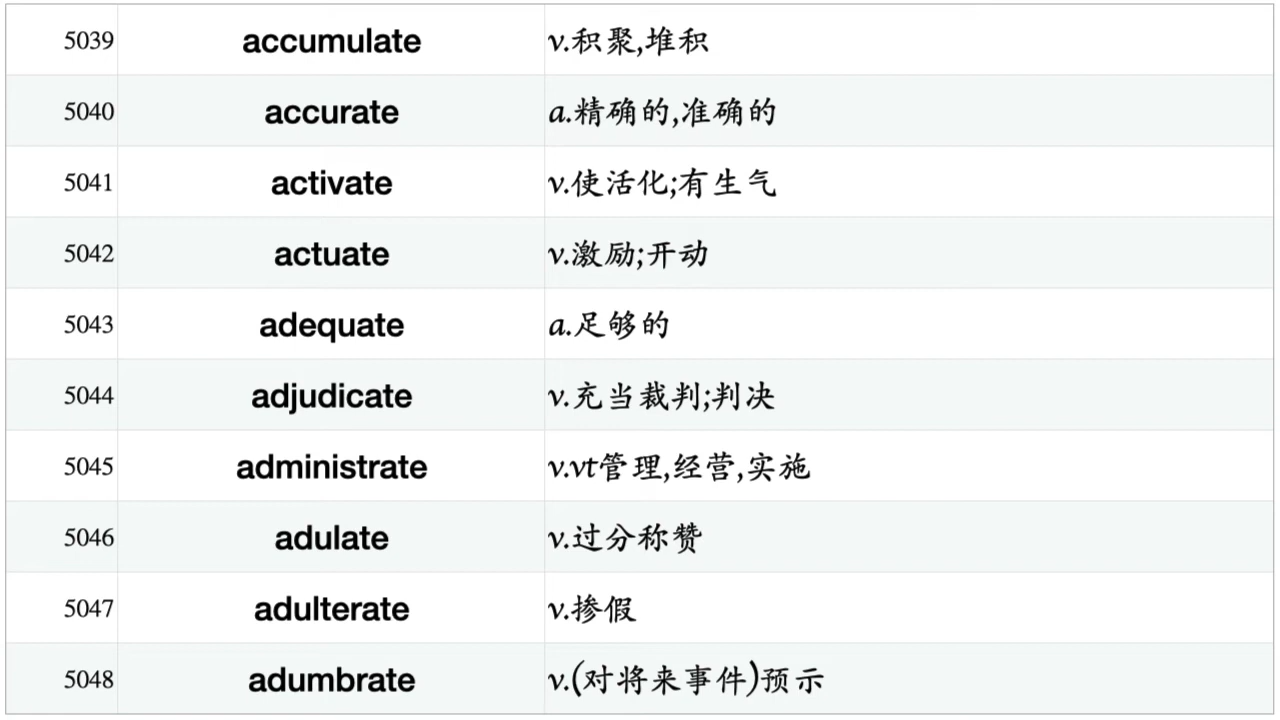 5039 accumulate v.积聚,堆积
5040 accurate a.精确的,准确的
5041 activate v.使活化;有生气
5042 actuate v.激励;开动
5043 adequate a.足够的
5044 adjudicate v.充当裁判;判决
5045 administrate v.vt管理,经营,实施
5046 adulate v.过分称赞
5047 adulterate v.掺假
5048 adumbrate v.(对将来事件)预示